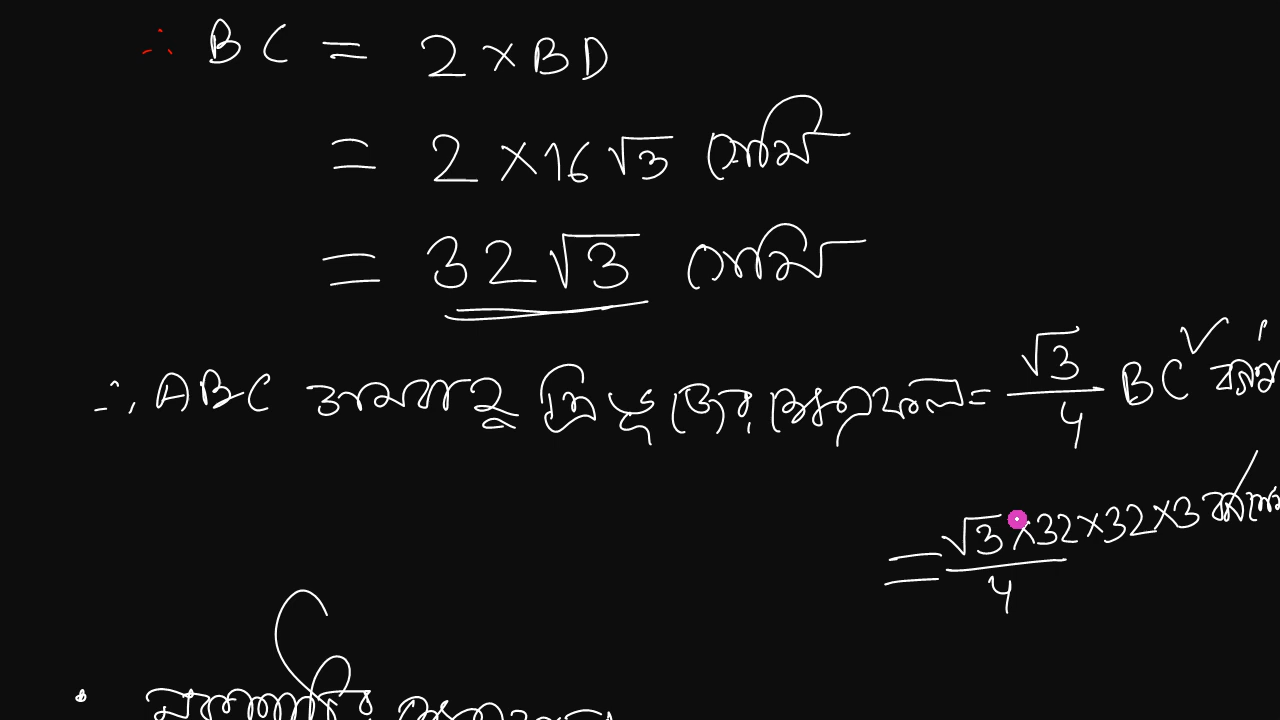 ∴ BC = 2 × BD
= 2 × 16√3 সেমি
= 32√3 সেমি
∴ ABC সমবাহু ত্রিভুজের ক্ষেত্রফল = √3/4 BC² বর্গ
= √3 × 32 × 32 × 3/4